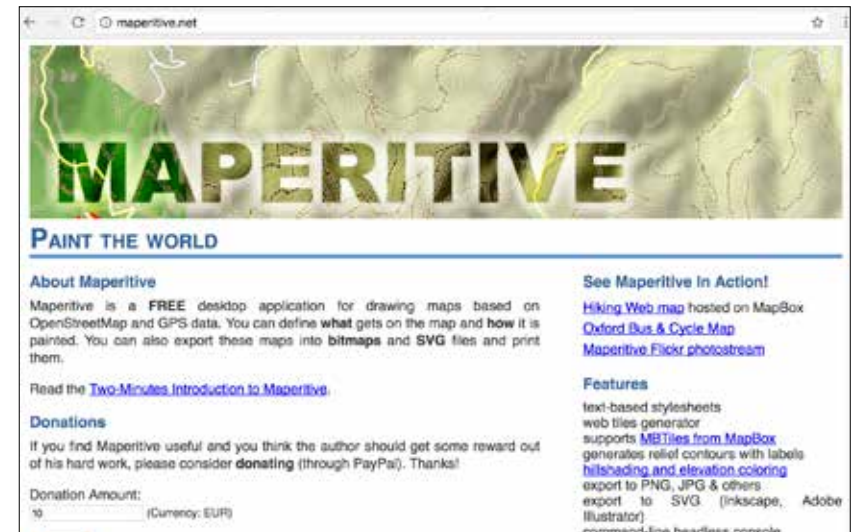 maperitive.net
MAPERITIVE
PAINT THE WORLD
About Maperitive
Maperitive is a FREE desktop application for drawing maps based on
OpenStreetMap and GPS data. You can define what gets on the map and how it is
painted. You can also export these maps into bitmaps and SVG files and print
them.
Read the Two-Minutes Introduction to Maperitive.
Donations
If you find Maperitive useful and you think the author should get some reward out
of his hard work, please consider donating (through PayPal). Thanks!
Donation Amount:
10 (Currency: EUR)
See Maperitive In Action!
Hiking Web map hosted on MapBox
Oxford Bus & Cycle Map
Maperitive Flickr photostream
Features
text-based stylesheets
web tiles generator
supports MBTiles from MapBox
generates relief contours with labels
hillshading and elevation coloring
export to PNG, JPG & others
export to SVG (Inkscape, Adobe
Illustrator)
command-line headless console